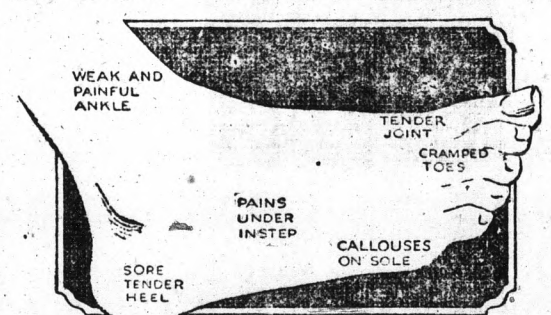 WEAK AND
PAINFUL
ANKLE
TENDER
JOINT
CRAMPED
TOES
PAINS
UNDER
INSTEP
CALLOUSES
ON SOLE
SORE
TENDER
HEEL